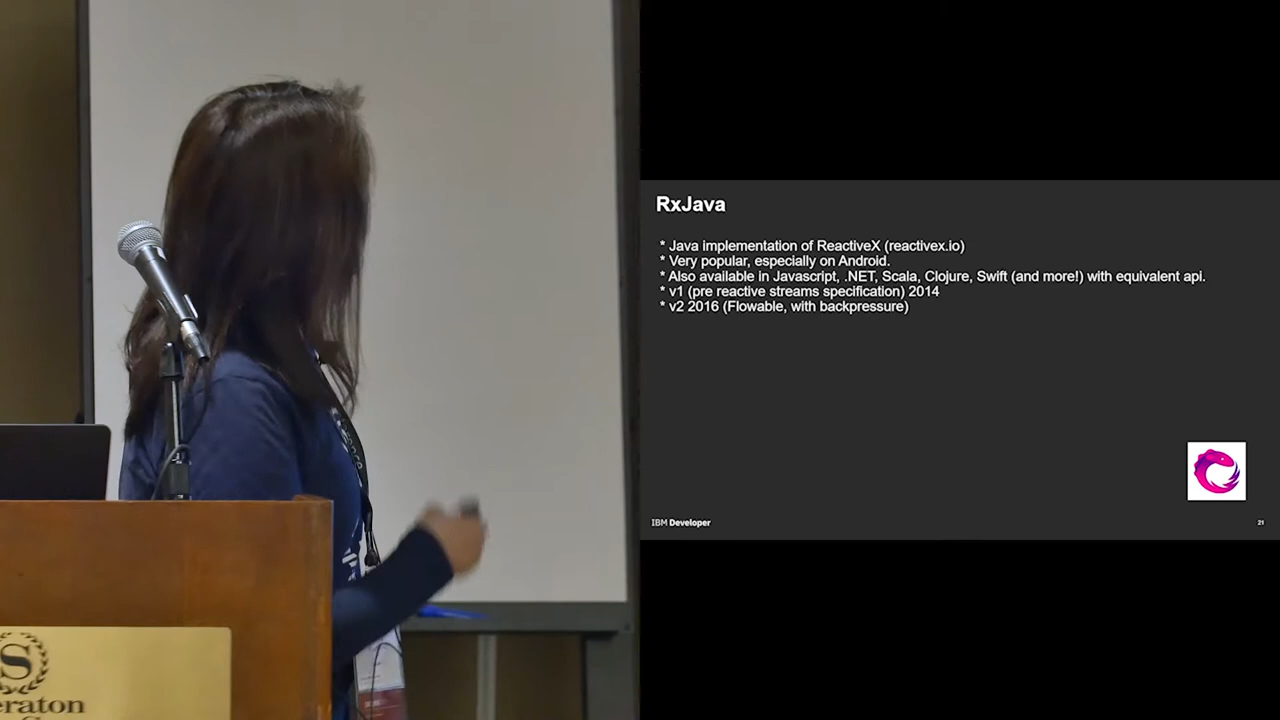 RxJava
* Java implementation of ReactiveX (reactivex.io)
* Very popular, especially on Android.
* Also available in Javascript, .NET, Scala, Clojure, Swift (and more!) with equivalent api.
* v1 (pre reactive streams specification) 2014
* v2 2016 (Flowable, with backpressure)
IBM Developer
21
S
eraton